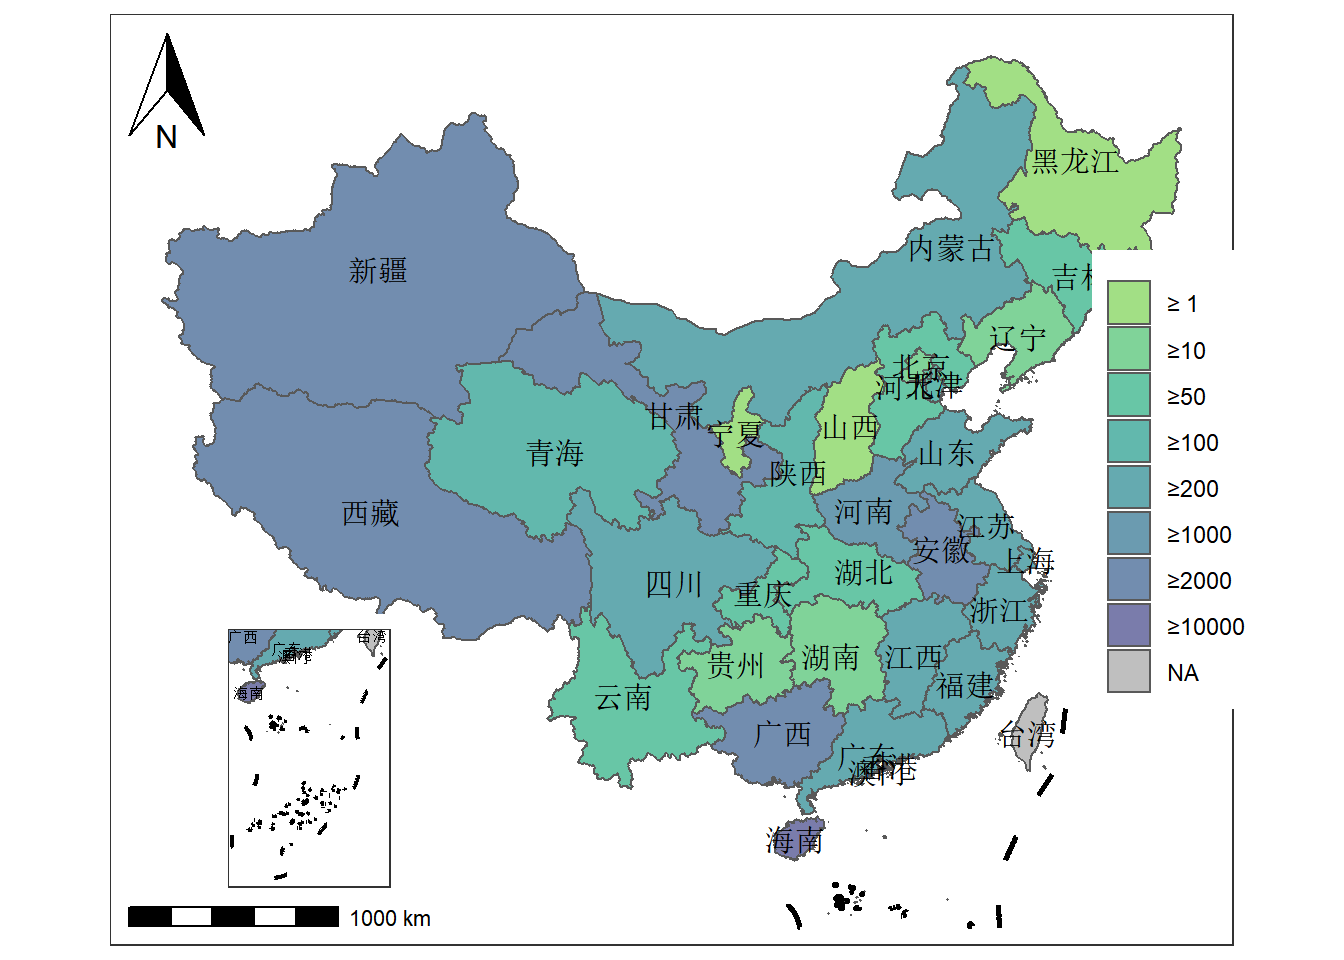 N
黑龙江
内蒙古
新疆
吉林
辽宁
北京
天津
河北
甘肃
宁夏
山西
青海
山东
陕西
西藏
河南
江苏
安徽
上海
湖北
四川
重庆
浙江
湖南
江西
贵州
福建
云南
广西
台湾
广东
香港
澳门
海南
≥ 1
≥10
≥50
≥100
≥200
≥1000
≥2000
≥10000
NA
广西
台湾
广东
香港
澳门
海南
1000 km